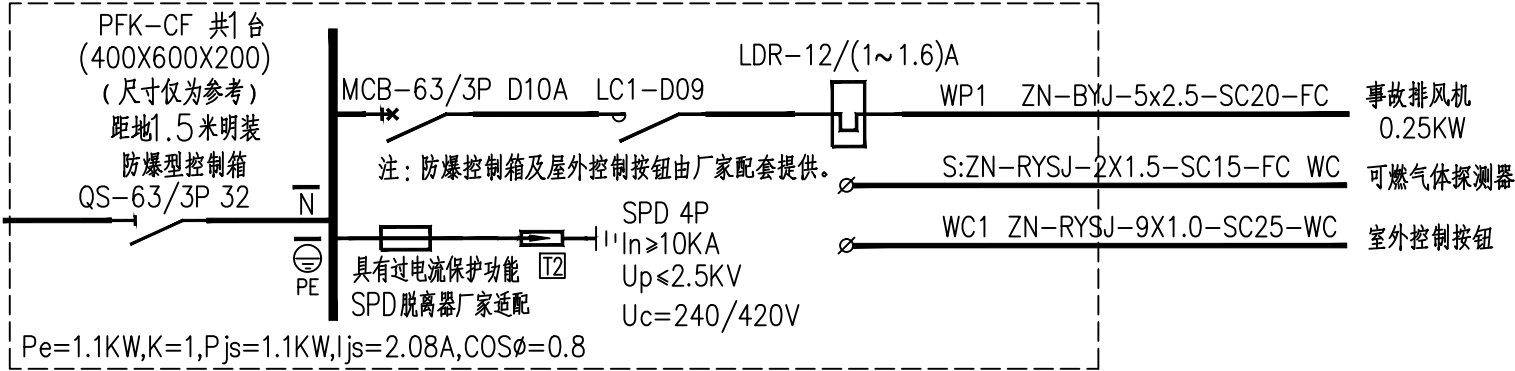 PFK-CF 共1台
(400X600X200)
(尺寸仅为参考)
距地1.5米明装
防爆型控制箱
QS-63/3P 32
N
PE
MCB-63/3P D10A
LC1-D09
LDR-12/(1~1.6)A
WP1 ZN-BYJ-5x2.5-SC20-FC
事故排风机
0.25KW
注:防爆控制箱及屋外控制按钮由厂家配套提供。
S:ZN-RYSJ-2X1.5-SC15-FC WC
可燃气体探测器
WC1 ZN-RYSJ-9X1.0-SC25-WC
室外控制按钮
具有过电流保护功能
SPD脱离器厂家适配
T2
SPD 4P
In≥10KA
Up≤2.5KV
Uc=240/420V
Pe=1.1KW,K=1,Pjs=1.1KW,Ijs=2.08A,COSø=0.8